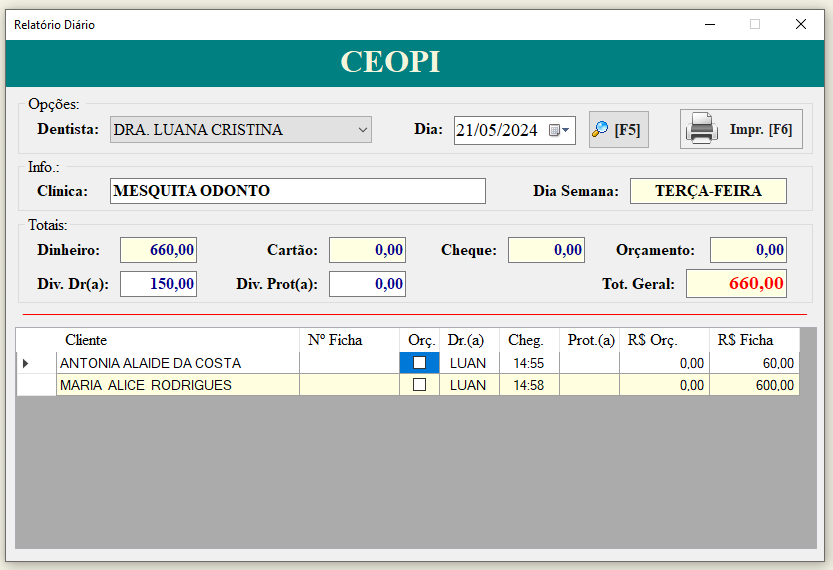 Relatório Diário
CEOPI
Opções:
Dentista: DRA. LUANA CRISTINA Dia: 21/05/2024 [F5] Impr. [F6]
Info.:
Clínica: MESQUITA ODONTO Dia Semana: TERÇA-FEIRA
Totais:
Dinheiro: 660,00 Cartão: 0,00 Cheque: 0,00 Orçamento: 0,00
Div. Dr(a): 150,00 Div. Prot(a): 0,00 Tot. Geral: 660,00
Cliente Nº Ficha Orç. Dr.(a) Cheg. Prot.(a) R$ Orç. R$ Ficha
ANTONIA ALAIDE DA COSTA LUAN 14:55 0,00 60,00
MARIA ALICE RODRIGUES LUAN 14:58 0,00 600,00